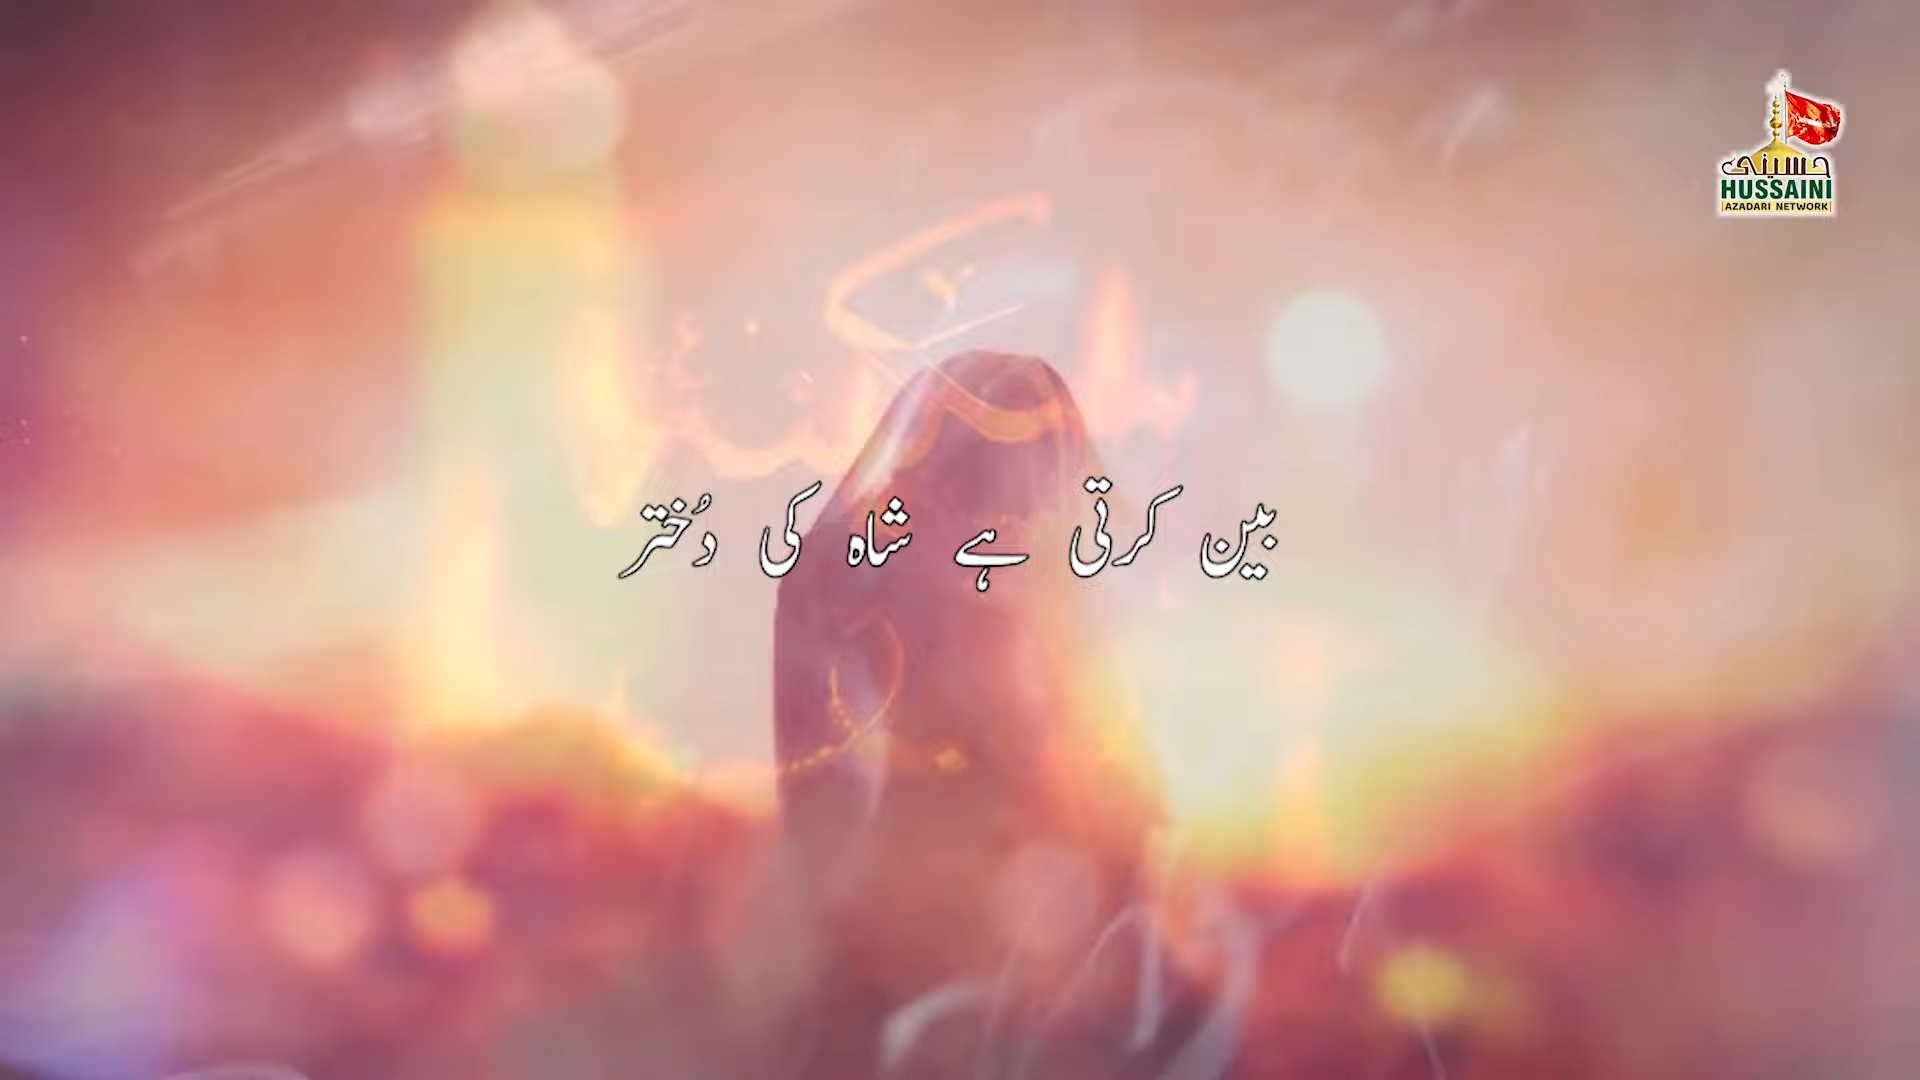 حسینی
HUSSAINI
AZADARI NETWORK
بین کرتی ہے شاہ کی دُختر